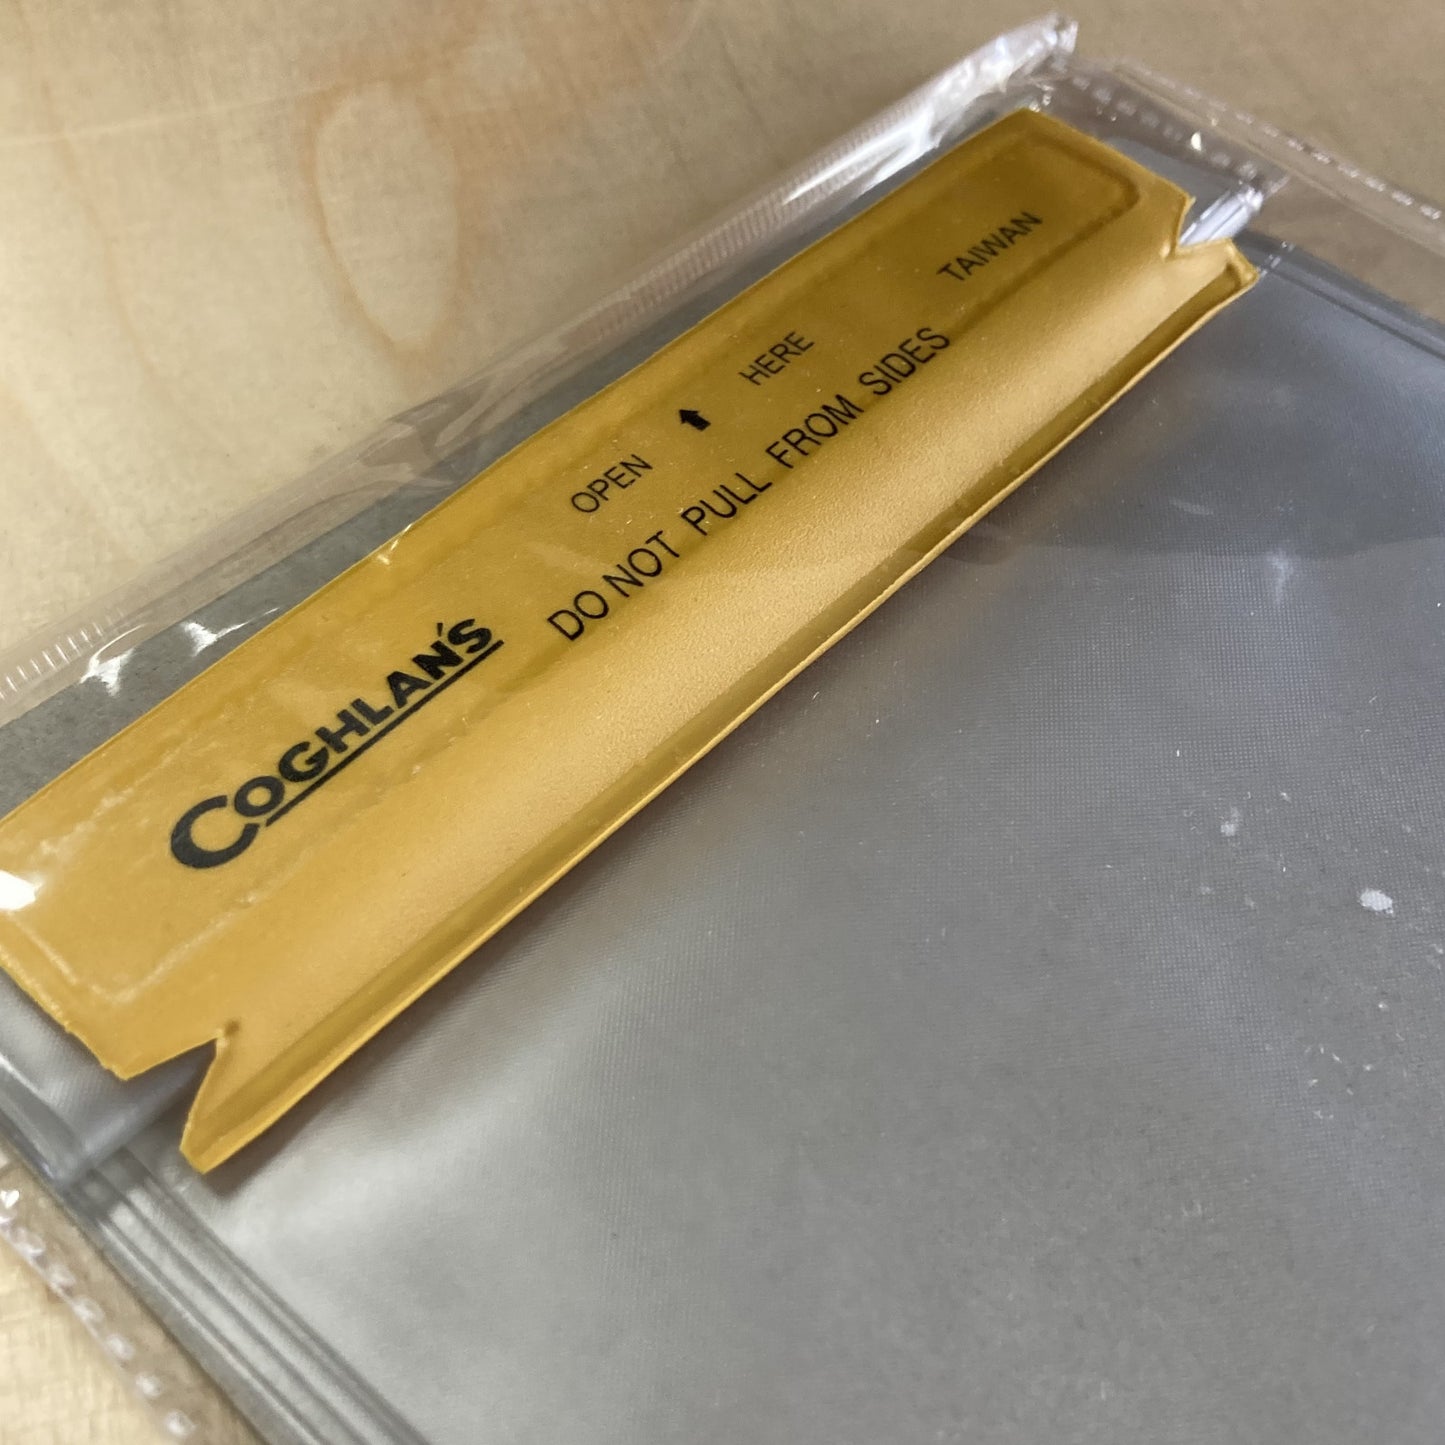 COGHLAN'S
OPEN ⬆ HERE
DO NOT PULL FROM SIDES
TAIWAN